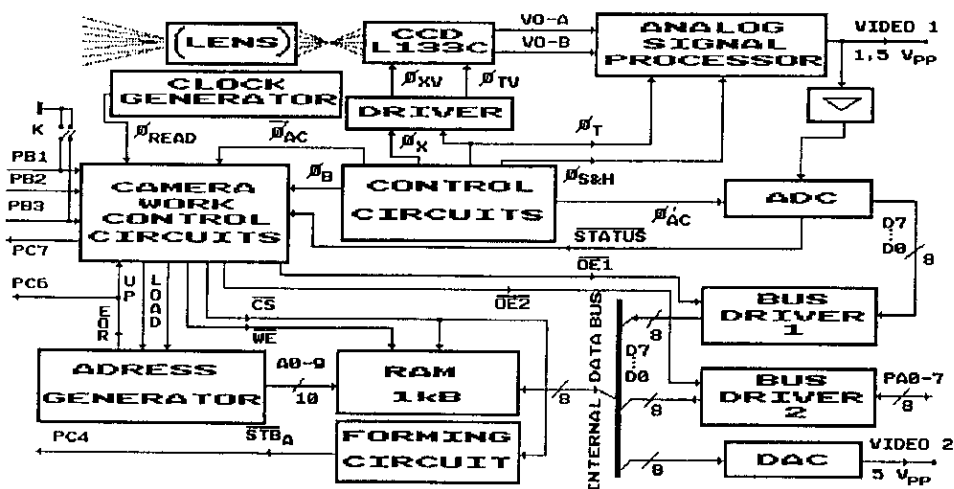 (LENS)
CCD
L133C
VO-A
VO-B
ANALOG
SIGNAL
PROCESSOR
VIDEO 1
1,5 VPP
CLOCK
GENERATOR
ØXV
ØTV
DRIVER
K
ØREAD
ØAC
ØX
ØT
PB1
PB2
PB3
CAMERA
WORK
CONTROL
CIRCUITS
ØB
CONTROL
CIRCUITS
ØS&H
Ø'AC
ADC
STATUS
D7
D0
8
PC7
PC6
EOR
UP
LOAD
CS
WE
OE1
OE2
BUS
DRIVER
1
8
INTERNAL DATA BUS
D7
D0
ADRESS
GENERATOR
A0-9
10
RAM
1kB
8
8
BUS
DRIVER
2
PA0-7
8
PC4
STBA
FORMING
CIRCUIT
8
DAC
VIDEO 2
5 VPP